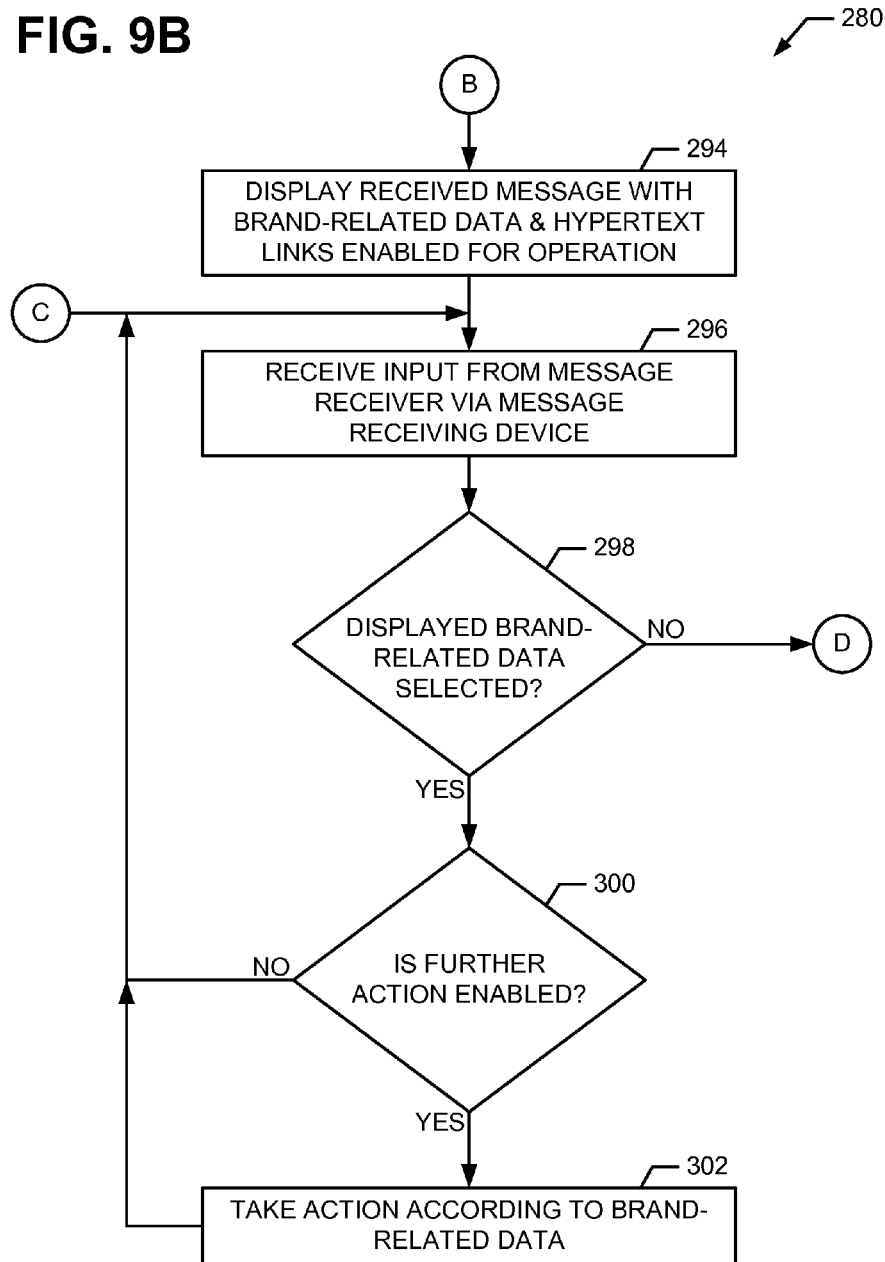 FIG. 9B
280
B
294
DISPLAY RECEIVED MESSAGE WITH
BRAND-RELATED DATA & HYPERTEXT
LINKS ENABLED FOR OPERATION
C
296
RECEIVE INPUT FROM MESSAGE
RECEIVER VIA MESSAGE
RECEIVING DEVICE
298
DISPLAYED BRAND-
RELATED DATA
SELECTED?
NO
D
YES
300
IS FURTHER
ACTION ENABLED?
NO
YES
302
TAKE ACTION ACCORDING TO BRAND-
RELATED DATA